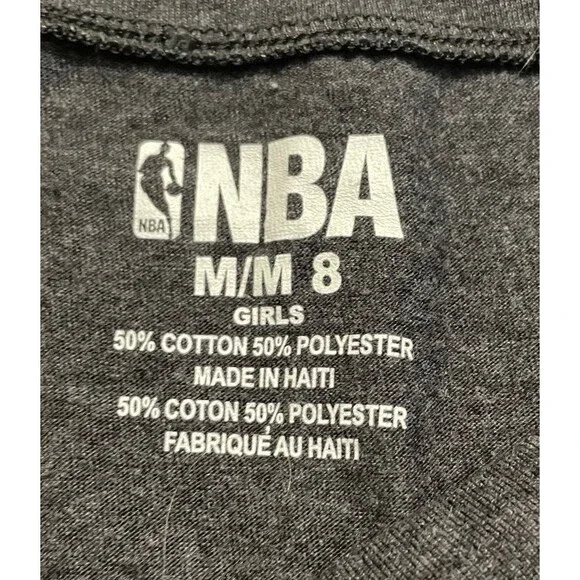 NBA
NBA
M/M 8
GIRLS
50% COTTON 50% POLYESTER
MADE IN HAITI
50% COTON 50% POLYESTER
FABRIQUÉ AU HAITI